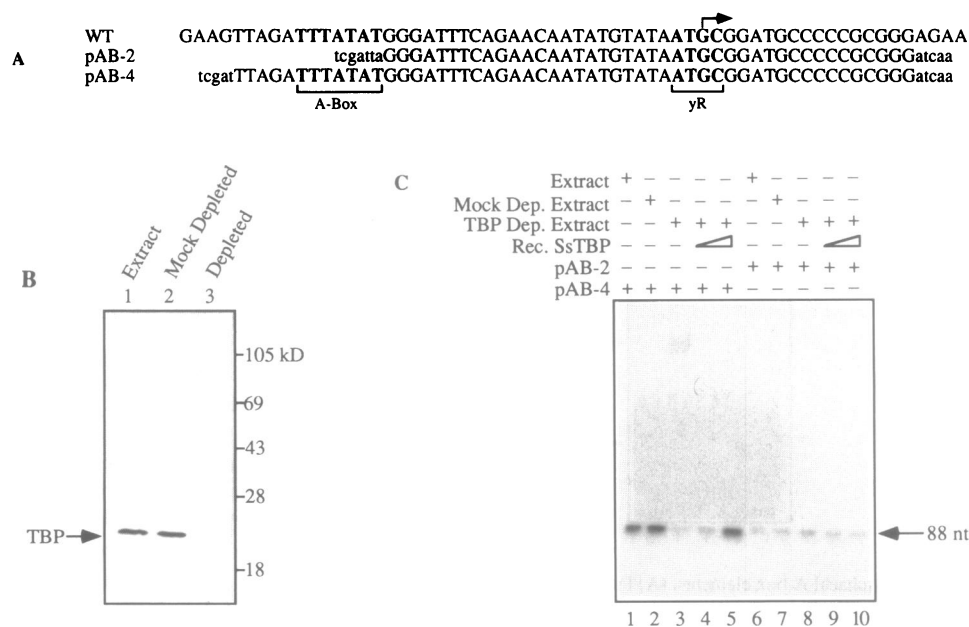 WT GAAGTTAGATTTATATGGGATTTCAGAACAATATGTATAATGCGGATGCCCCCGCGGGAGAA
A
pAB-2 tcgattaGGGATTTCAGAACAATATGTATAATGCGGATGCCCCCGCGGGatcaa
pAB-4 tcgatTTAGATTTATATGGGATTTCAGAACAATATGTATAATGCGGATGCCCCCGCGGGatcaa
A-Box yR
B
Extract
Mock Depleted
Depleted
1 2 3
105 kD
69
43
28
TBP
18
C
Extract + – – – – + – – – –
Mock Dep. Extract – + – – – – + – – –
TBP Dep. Extract – – + + + – – + + +
Rec. SsTBP – – – – – –
pAB-2 – – – – – + + + + +
pAB-4 + + + + + – – – – –
88 nt
1 2 3 4 5 6 7 8 9 10